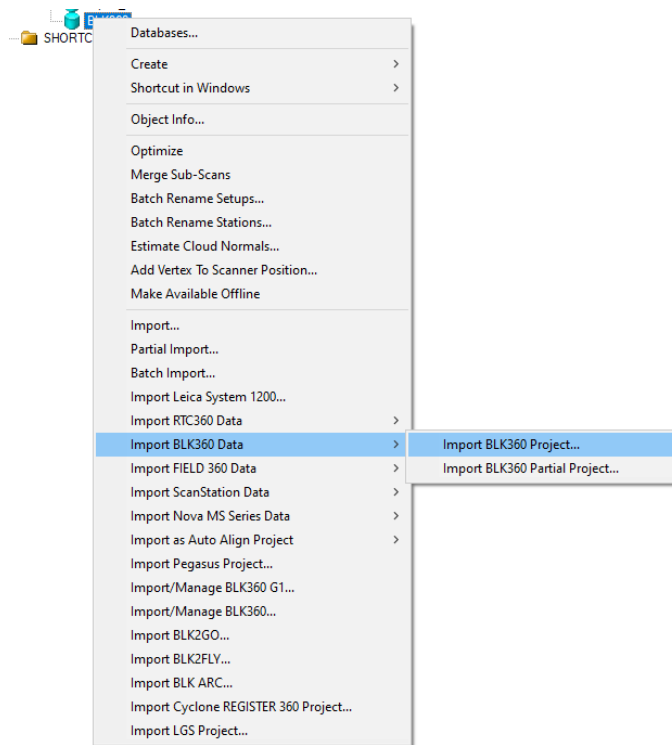 SHORTC
Databases...
Create
Shortcut in Windows
Object Info...
Optimize
Merge Sub-Scans
Batch Rename Setups...
Batch Rename Stations...
Estimate Cloud Normals...
Add Vertex To Scanner Position...
Make Available Offline
Import...
Partial Import...
Batch Import...
Import Leica System 1200...
Import RTC360 Data
Import BLK360 Data
Import BLK360 Project...
Import FIELD 360 Data
Import BLK360 Partial Project...
Import ScanStation Data
Import Nova MS Series Data
Import as Auto Align Project
Import Pegasus Project...
Import/Manage BLK360 G1...
Import/Manage BLK360...
Import BLK2GO...
Import BLK2FLY...
Import BLK ARC...
Import Cyclone REGISTER 360 Project...
Import LGS Project...